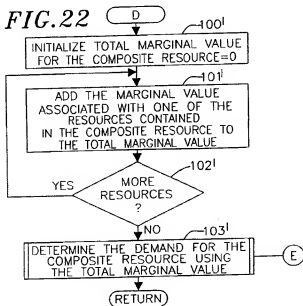 FIG.22
D
100'
INITIALIZE TOTAL MARGINAL VALUE
FOR THE COMPOSITE RESOURCE=0
101'
ADD THE MARGINAL VALUE
ASSOCIATED WITH ONE OF THE
RESOURCES CONTAINED
IN THE COMPOSITE RESOURCE TO
THE TOTAL MARGINAL VALUE
102'
YES
MORE
RESOURCES
?
NO
103'
DETERMINE THE DEMAND FOR THE
COMPOSITE RESOURCE USING
THE TOTAL MARGINAL VALUE
E
RETURN